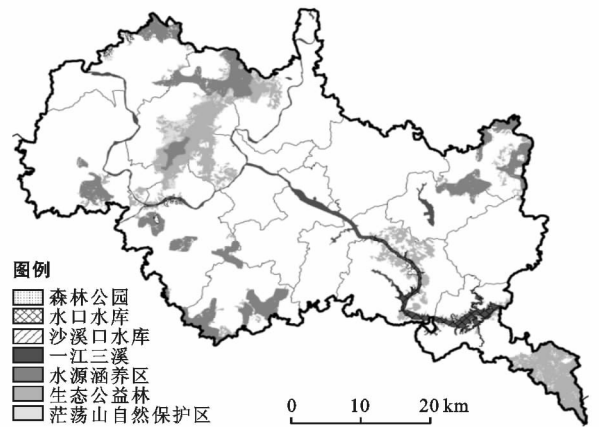 图例
森林公园
水口水库
沙溪口水库
一江三溪
水源涵养区
生态公益林
茫荡山自然保护区
0 10 20 km